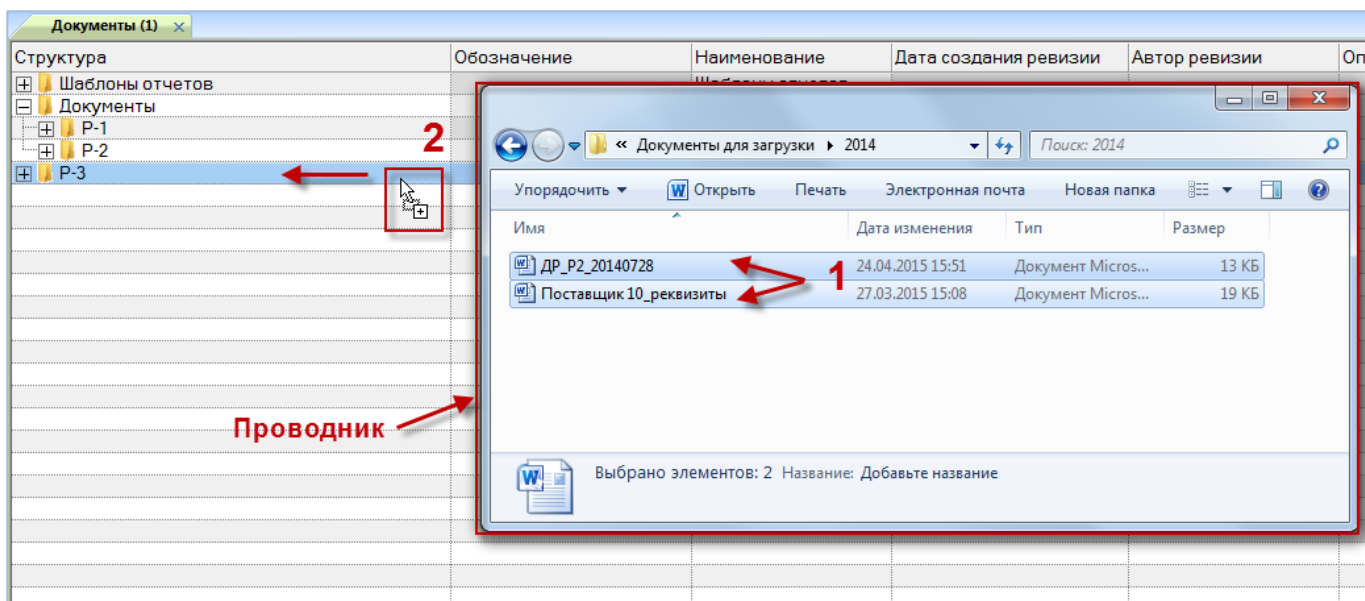 Документы (1)
Структура Обозначение Наименование Дата создания ревизии Автор ревизии Оп
Шаблоны отчетов Шаблоны отчетов
Документы
Р-1
Р-2
Р-3
2
« Документы для загрузки 2014 Поиск: 2014
Упорядочить Открыть Печать Электронная почта Новая папка
Имя Дата изменения Тип Размер
ДР_Р2_20140728 24.04.2015 15:51 Документ Micros... 13 КБ
Поставщик 10_реквизиты 27.03.2015 15:08 Документ Micros... 19 КБ
1
Проводник
Выбрано элементов: 2 Название: Добавьте название